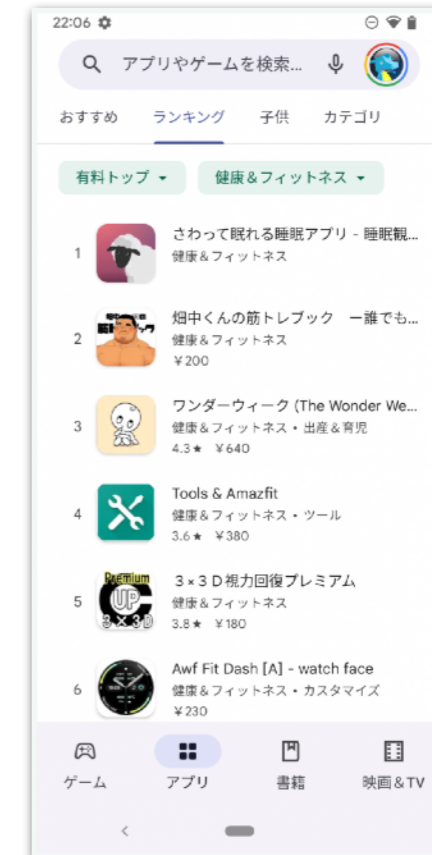 22:06
アプリやゲームを検索...
おすすめ ランキング 子供 カテゴリ
有料トップ 健康&フィットネス
1 さわって眠れる睡眠アプリ - 睡眠観...
健康&フィットネス
2 畑中くんの筋トレブック ー誰でも...
健康&フィットネス
¥200
3 ワンダーウィーク (The Wonder We...
健康&フィットネス • 出産&育児
4.3★ ¥640
4 Tools & Amazfit
健康&フィットネス • ツール
3.6★ ¥380
Premium
UP
3×3D
5 3×3D視力回復プレミアム
健康&フィットネス
3.8★ ¥180
6 Awf Fit Dash [A] - watch face
健康&フィットネス • カスタマイズ
¥230
ゲーム アプリ 書籍 映画&TV